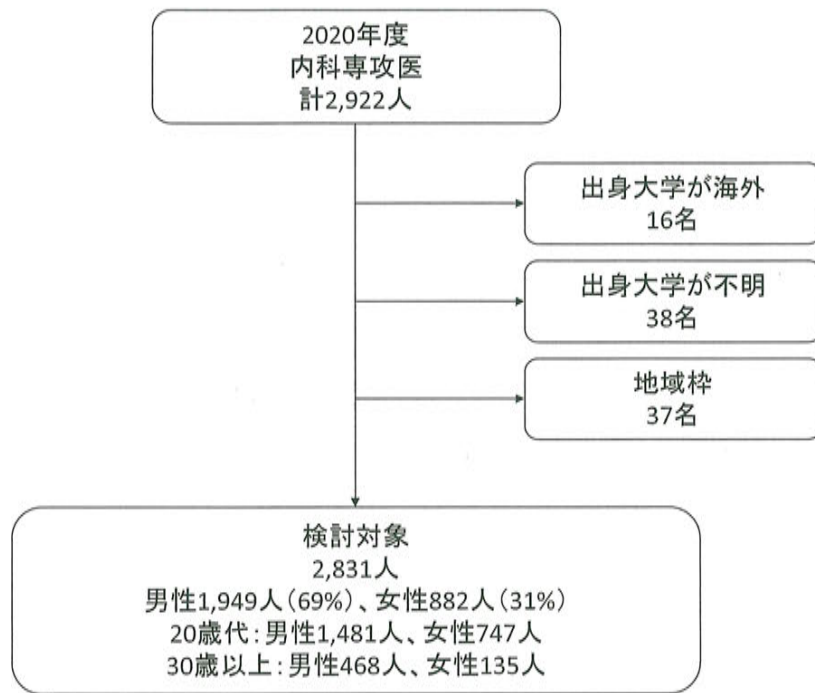 2020年度
内科専攻医
計2,922人
出身大学が海外
16名
出身大学が不明
38名
地域枠
37名
検討対象
2,831人
男性1,949人(69%)、女性882人(31%)
20歳代:男性1,481人、女性747人
30歳以上:男性468人、女性135人